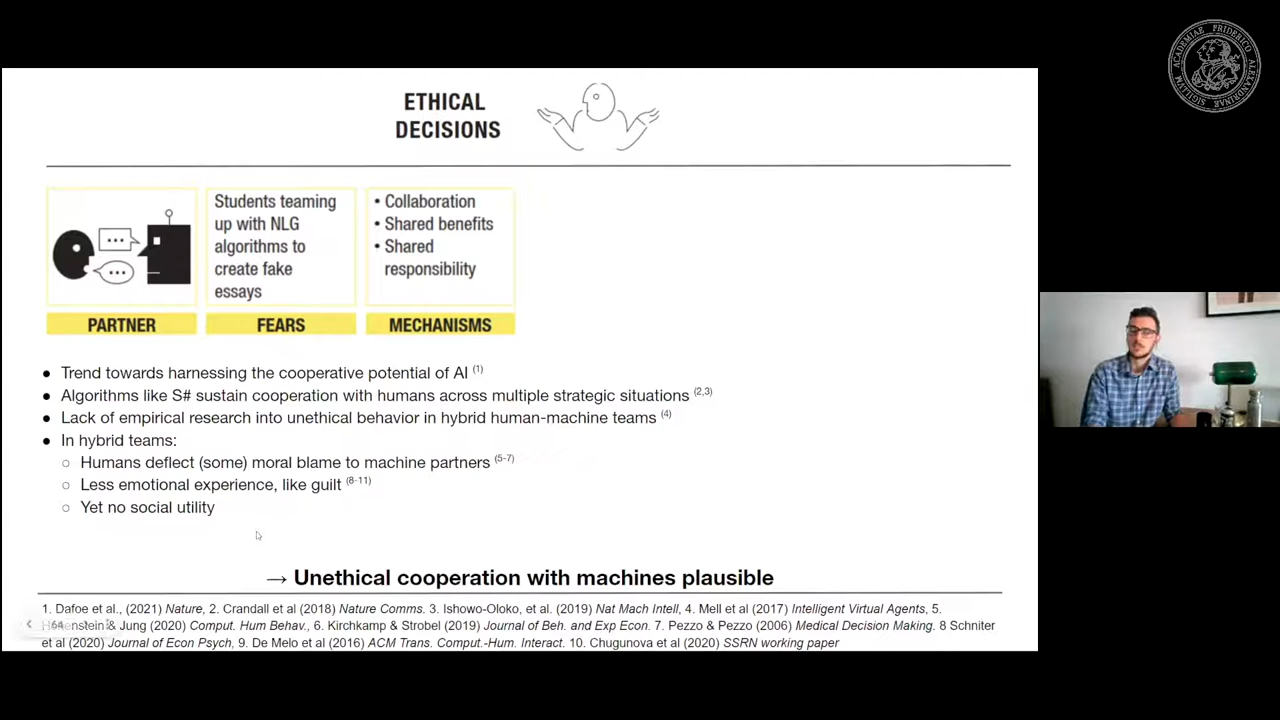 ETHICAL
DECISIONS
Students teaming
up with NLG
algorithms to
create fake
essays
• Collaboration
• Shared benefits
• Shared
responsibility
PARTNER
FEARS
MECHANISMS
● Trend towards harnessing the cooperative potential of AI (1)
● Algorithms like S# sustain cooperation with humans across multiple strategic situations (2,3)
● Lack of empirical research into unethical behavior in hybrid human-machine teams (4)
● In hybrid teams:
○ Humans deflect (some) moral blame to machine partners (5-7)
○ Less emotional experience, like guilt (8-11)
○ Yet no social utility
→ Unethical cooperation with machines plausible
1. Dafoe et al., (2021) Nature, 2. Crandall et al (2018) Nature Comms. 3. Ishowo-Oloko, et al. (2019) Nat Mach Intell, 4. Mell et al (2017) Intelligent Virtual Agents, 5.
& Jung (2020) Comput. Hum Behav., 6. Kirchkamp & Strobel (2019) Journal of Beh. and Exp Econ. 7. Pezzo & Pezzo (2006) Medical Decision Making. 8 Schniter
et al (2020) Journal of Econ Psych, 9. De Melo et al (2016) ACM Trans. Comput.-Hum. Interact. 10. Chugunova et al (2020) SSRN working paper
64
ACADEMIAE FRIDERICO ALEXANDRINAE SIGILLVM